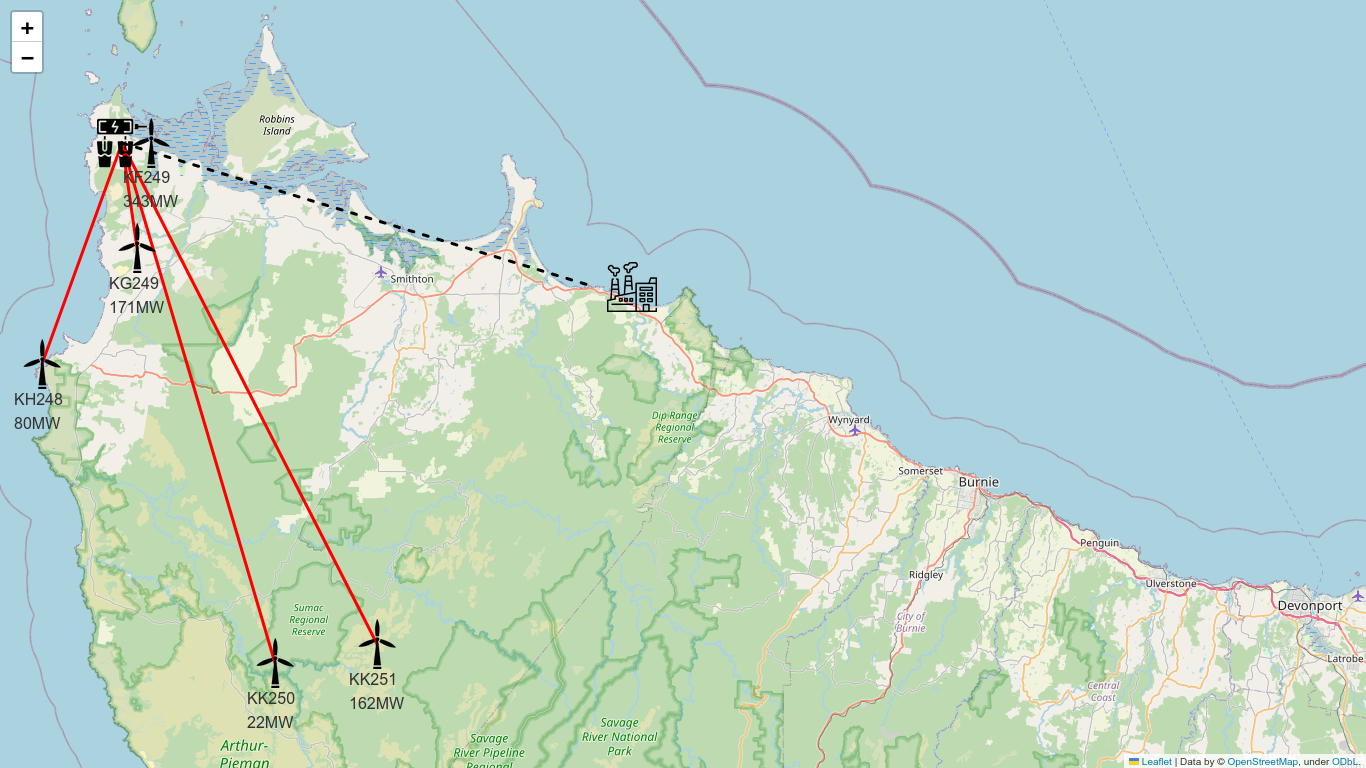 +
−
Robbins
Island
KF249
343MW
KG249
171MW
Smithton
KH248
80MW
Dip Range
Regional
Reserve
Wynyard
Somerset
Burnie
Penguin
Ridgley
Ulverstone
Devonport
City of
Burnie
Sumac
Regional
Reserve
Latrobe
KK251
162MW
KK250
22MW
Central
Coast
Savage
River National
Park
Savage
River Pipeline
Regional
Arthur-
Pieman
Leaflet | Data by © OpenStreetMap, under ODbL.